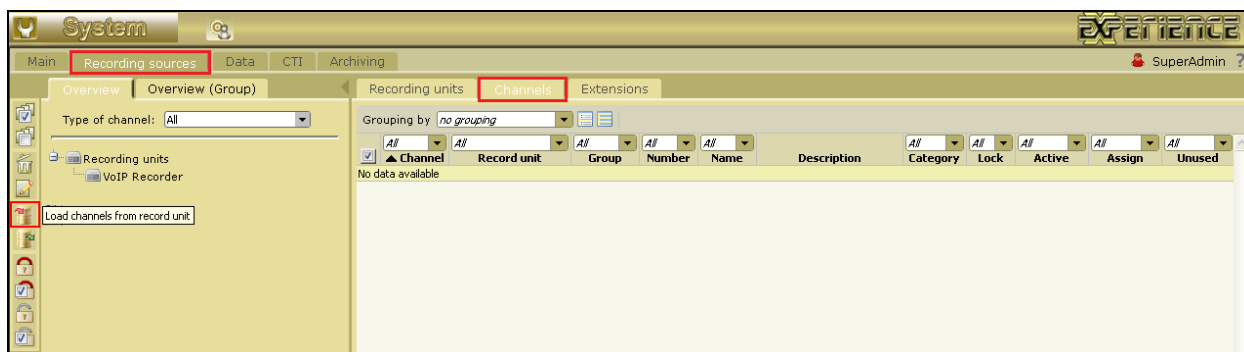 System
EXPERIENCE
Main Recording sources Data CTI Archiving SuperAdmin ?
Overview Overview (Group) Recording units Channels Extensions
Type of channel: All
Grouping by no grouping
All All All All All All All All All All
Channel Record unit Group Number Name Description Category Lock Active Assign Unused
No data available
Recording units
VoIP Recorder
Load channels from record unit